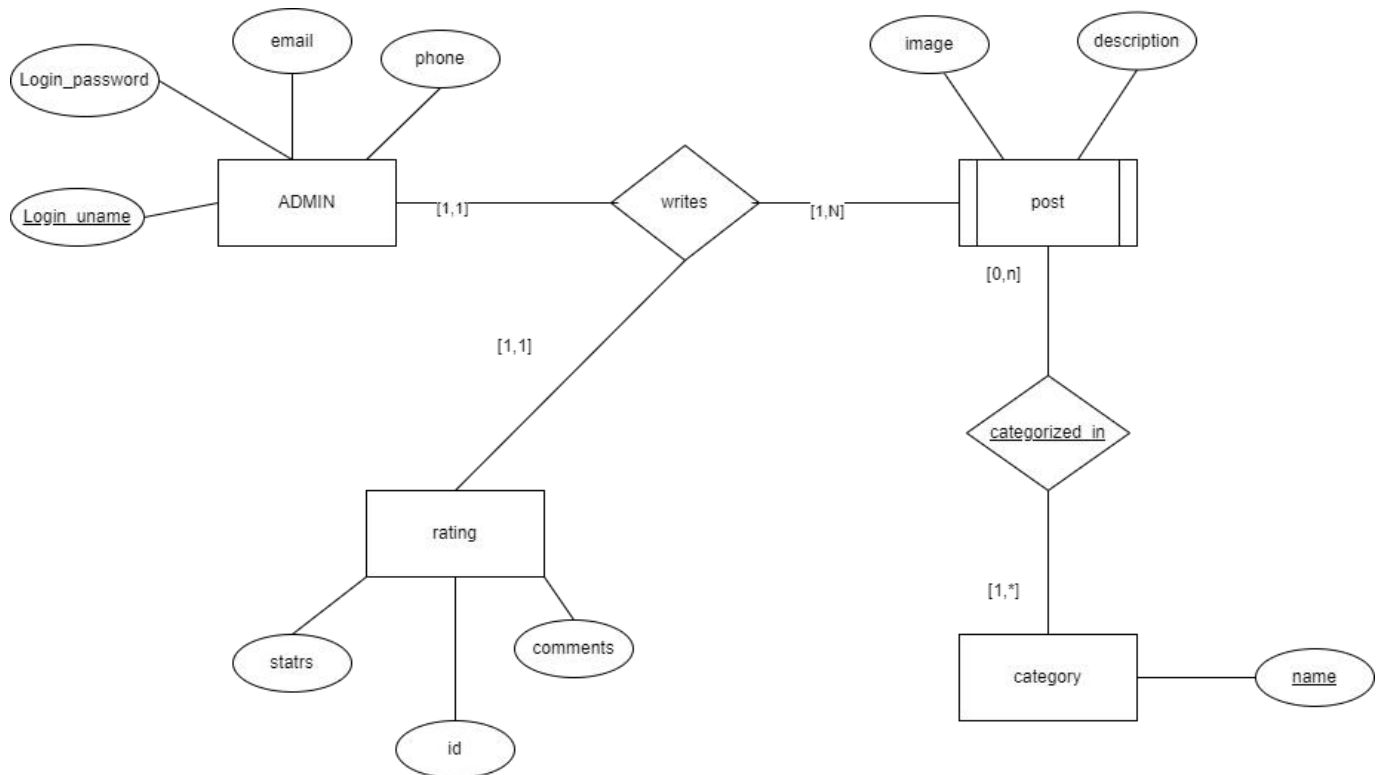 email
description
image
phone
Login_password
ADMIN
writes
post
[1,1]
[1,N]
Login_uname
[0,n]
[1,1]
categorized_in
rating
[1,*]
comments
statrs
category
name
id